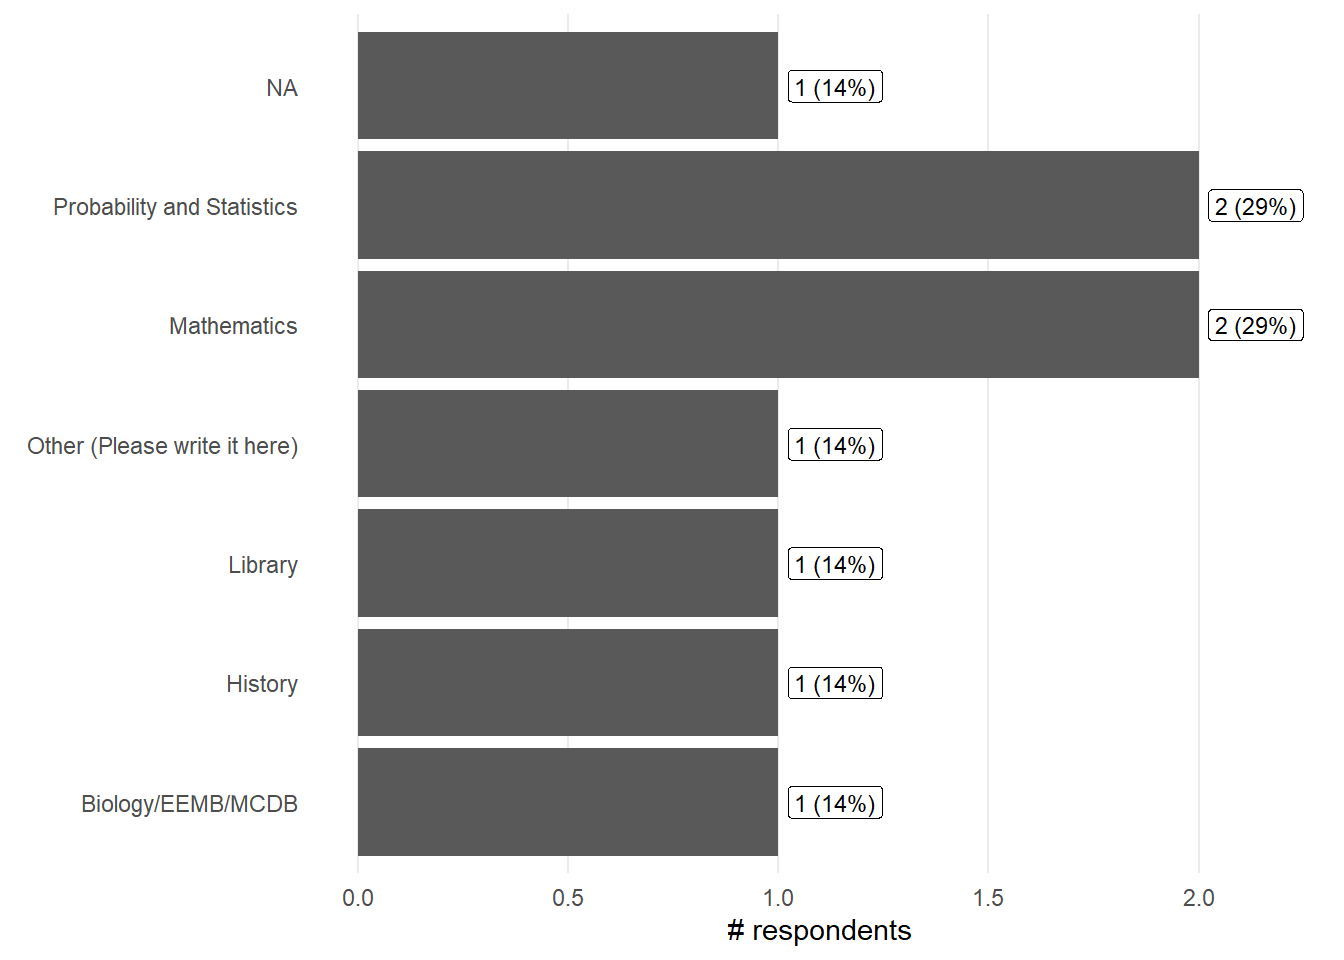 NA
1 (14%)
Probability and Statistics
2 (29%)
Mathematics
2 (29%)
Other (Please write it here)
1 (14%)
Library
1 (14%)
History
1 (14%)
Biology/EEMB/MCDB
1 (14%)
0.0 0.5 1.0 1.5 2.0
# respondents